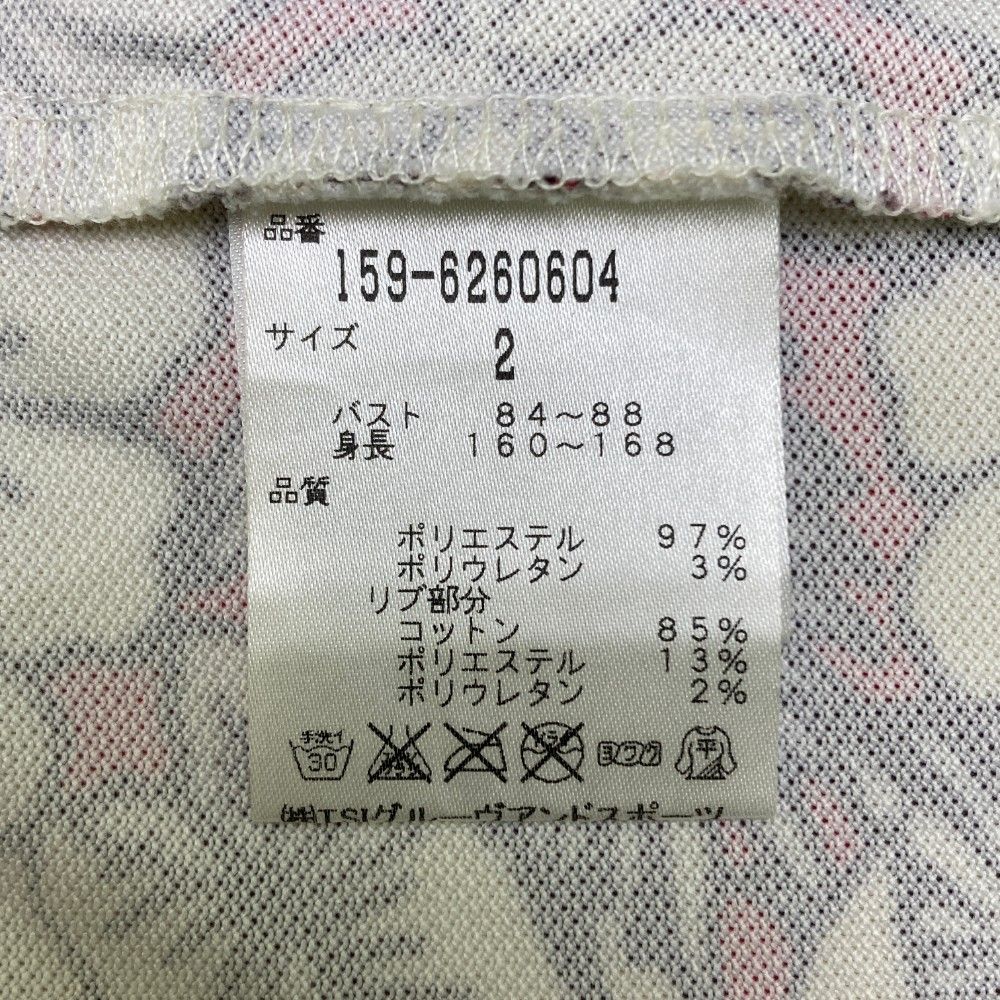 品番
159-6260604
サイズ 2
バスト 84～88
身長 160～168
品質
ポリエステル 97%
ポリウレタン 3%
リブ部分
コットン 85%
ポリエステル 13%
ポリウレタン 2%
手洗イ 30 ヨワク 平
㈱TSIグルーヴアンドスポーツ